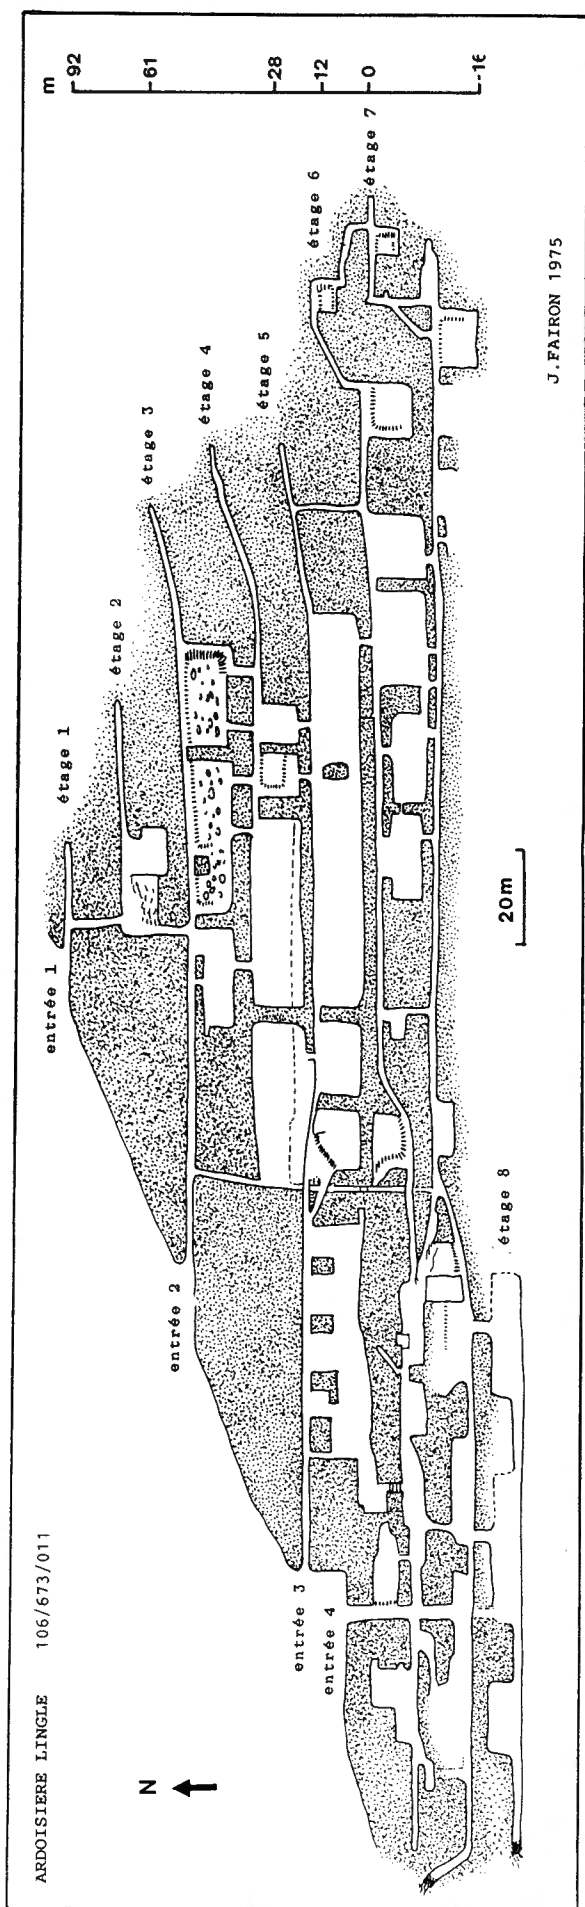 ARDOISIERE LINGLE 106/673/011
N
entrée 1
entrée 2
entrée 3
entrée 4
étage 1
étage 2
étage 3
étage 4
étage 5
étage 6
étage 7
étage 8
20m
m
-92
-61
-28
-12
-0
-16
J.FAIRON 1975